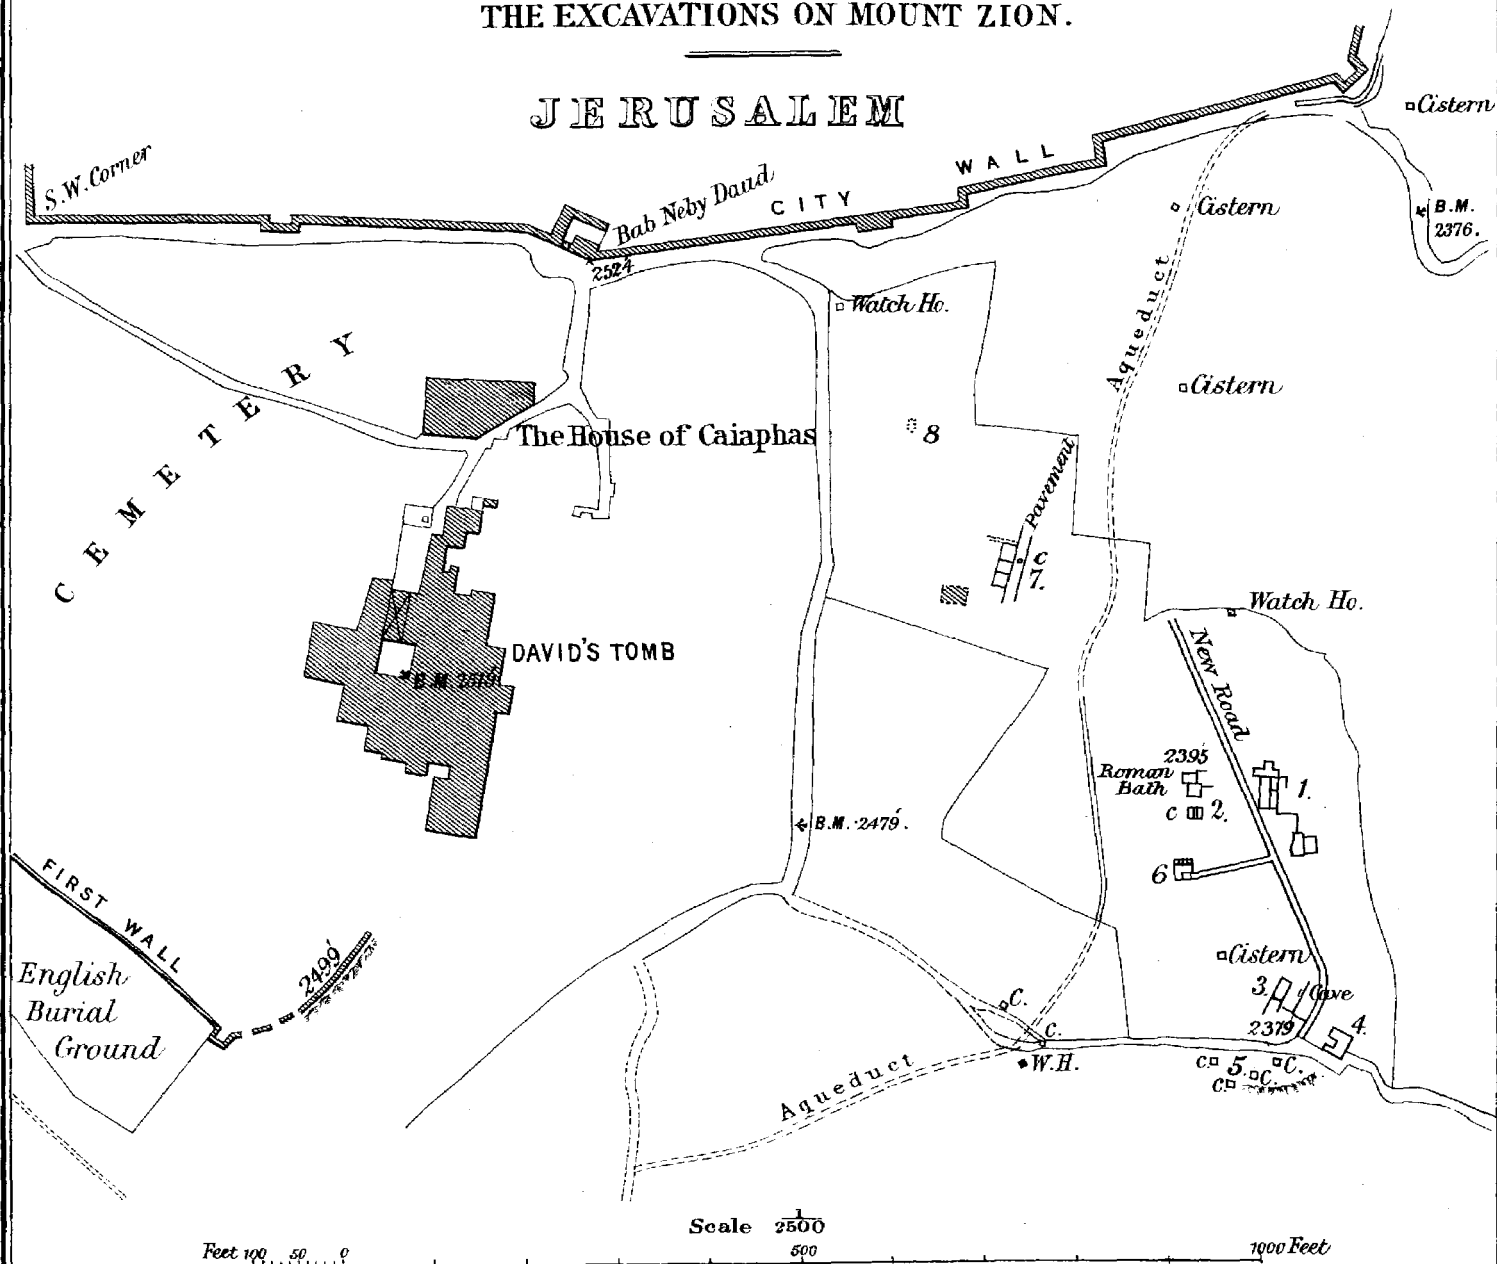 THE EXCAVATIONS ON MOUNT ZION.
JERUSALEM
Cistern
S.W. Corner
Bab Neby Daud
CITY WALL
2524
Cistern
B.M.
2376.
Watch Ho.
Aqueduct
Cistern
CEMETERY
The House of Caiaphas
8
Pavement
C
7.
Watch Ho.
DAVID'S TOMB
New Road
2395
Roman
Bath
1.
C 2.
B.M. 2479.
6
FIRST WALL
2499
English
Burial
Ground
Cistern
3.
Cave
2379
4.
C.
C.
W.H.
C.
5.
C.
C.
C.
Aqueduct
Scale 1/2500
Feet 100 50 0 500 1000 Feet